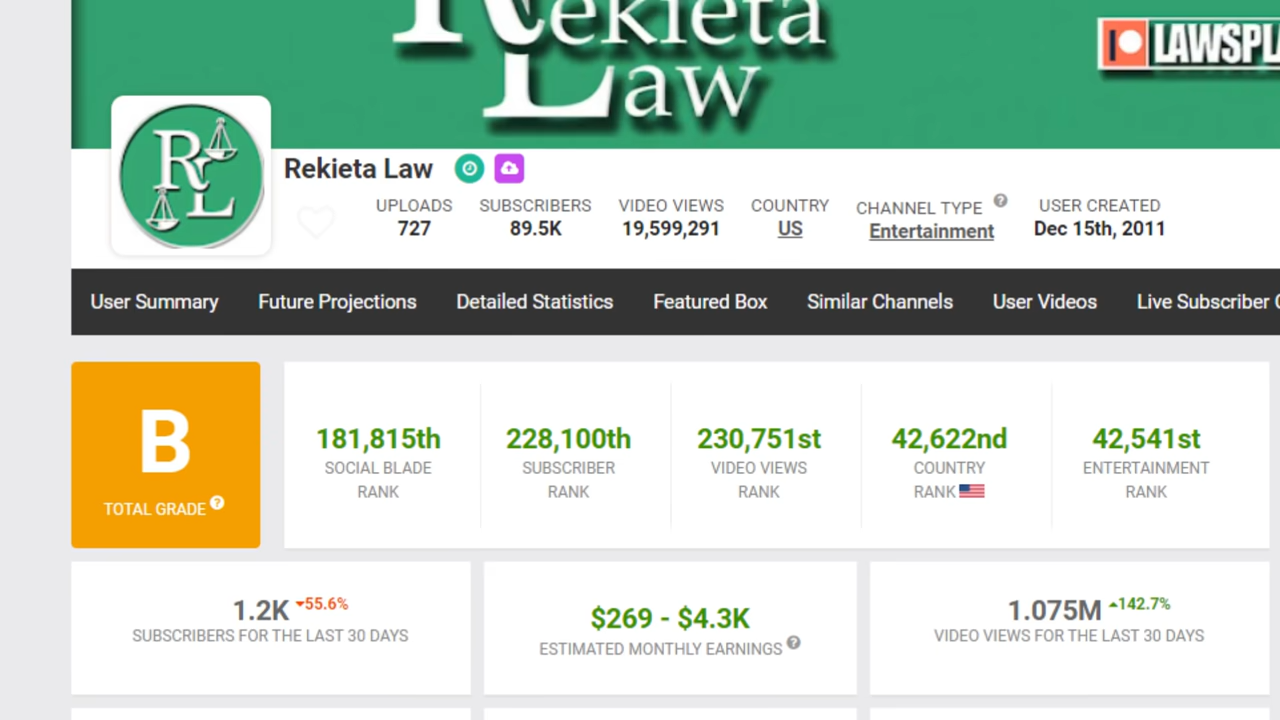 Rekieta
Law
LAWSPL
RL
Rekieta Law
UPLOADS SUBSCRIBERS VIDEO VIEWS COUNTRY CHANNEL TYPE ? USER CREATED
727 89.5K 19,599,291 US Entertainment Dec 15th, 2011
User Summary Future Projections Detailed Statistics Featured Box Similar Channels User Videos Live Subscriber C
B
TOTAL GRADE ?
181,815th 228,100th 230,751st 42,622nd 42,541st
SOCIAL BLADE SUBSCRIBER VIDEO VIEWS COUNTRY ENTERTAINMENT
RANK RANK RANK RANK RANK
1.2K 55.6% $269 - $4.3K 1.075M 142.7%
SUBSCRIBERS FOR THE LAST 30 DAYS ESTIMATED MONTHLY EARNINGS ? VIDEO VIEWS FOR THE LAST 30 DAYS